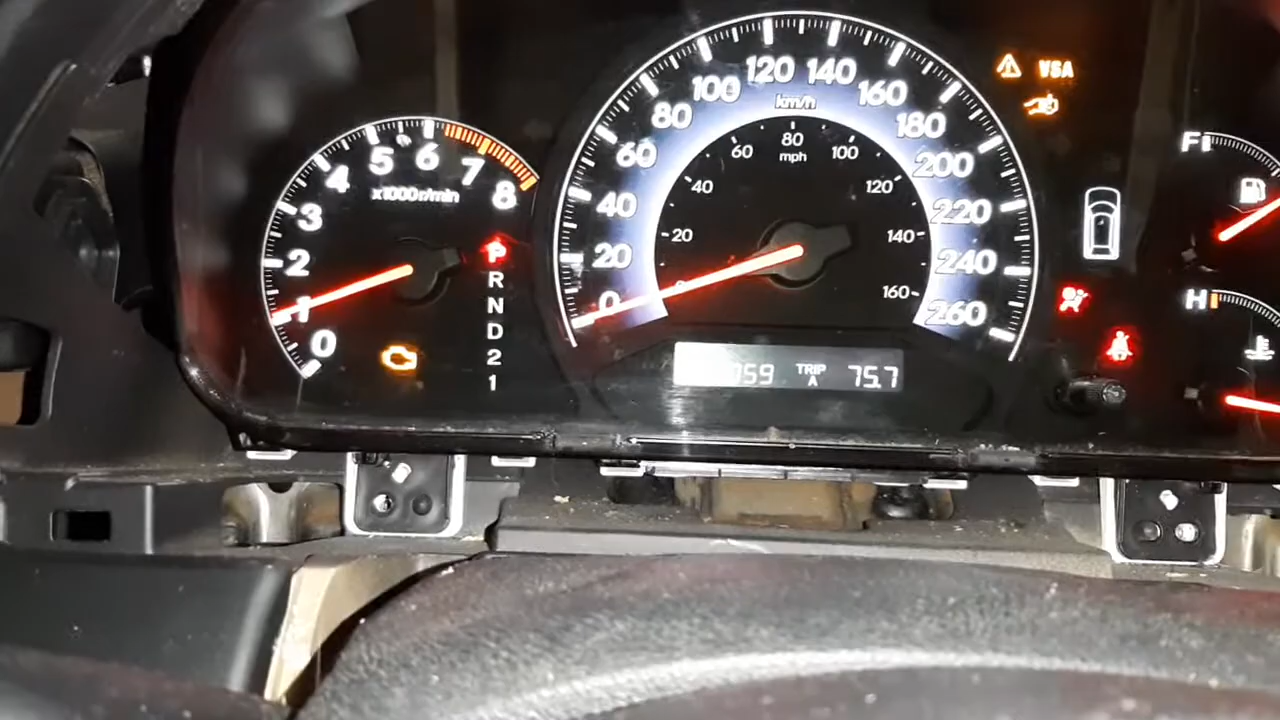 0 1 2 3 4 5 6 7 8
x1000r/min
P
R
N
D
2
1
0 20 40 60 80 100 120 140 160 180 200 220 240 260
km/h
20 40 60 80 100 120 140 160
mph
959 TRIP A 75.7
VSA
F
H